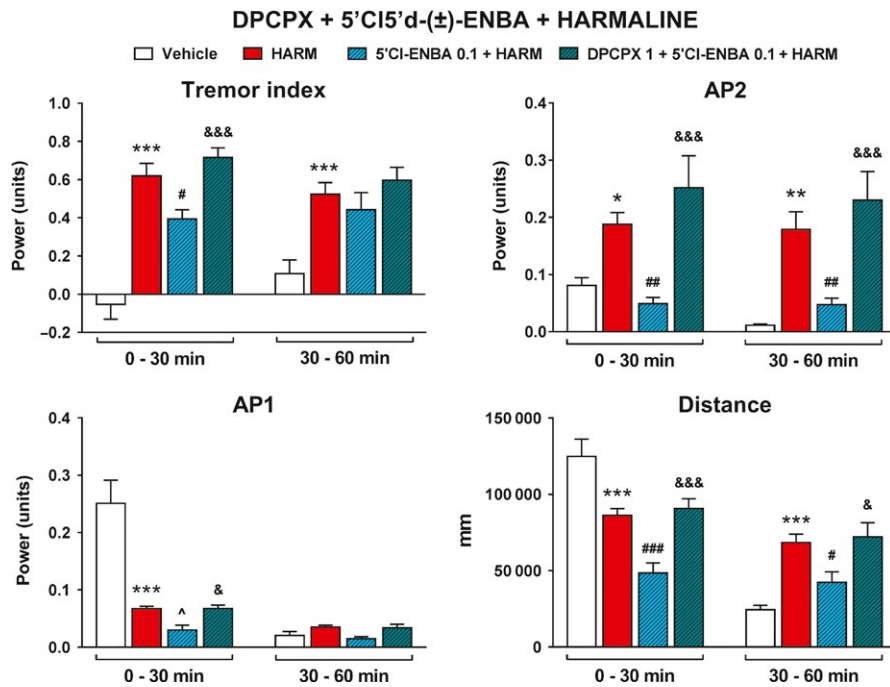 DPCPX + 5’Cl5’d-(±)-ENBA + HARMALINE
Vehicle HARM 5’Cl-ENBA 0.1 + HARM DPCPX 1 + 5’Cl-ENBA 0.1 + HARM
Tremor index
Power (units)
1.0
0.8
0.6
0.4
0.2
0.0
–0.2
***
#
&&&
***
0 - 30 min 30 - 60 min
AP2
Power (units)
0.4
0.3
0.2
0.1
0.0
*
##
&&&
**
##
&&&
0 - 30 min 30 - 60 min
AP1
Power (units)
0.4
0.3
0.2
0.1
0.0
***
^
&
0 - 30 min 30 - 60 min
Distance
mm
150 000
100 000
50 000
0
***
###
&&&
***
#
&
0 - 30 min 30 - 60 min